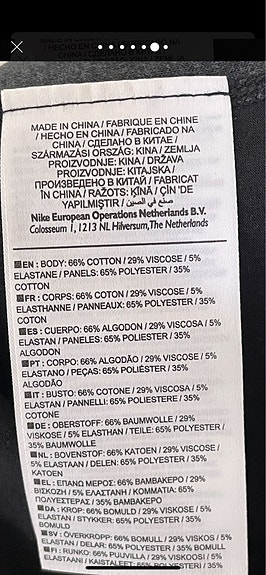 MADE IN CHINA / FABRIQUE EN CHINE
/ HECHO EN CHINA / FABRICADO NA
CHINA / СДЕЛАНО В КИТАЕ /
SZÁRMAZÁSI ORSZÁG: KINA / ZEMLJA
PROIZVODNJE: KINA / DRŽAVA
PROIZVODNJE: KITAJSKA /
ПРОИЗВЕДЕНО В КИТАЙ / FABRICAT
ÎN CHINA / RAŽOTS: ĶĪNĀ / ÇİN 'DE
YAPILMIŞTIR / صنع في الصين
Nike European Operations Netherlands B.V.
Colosseum 1, 1213 NL Hilversum, The Netherlands
EN : BODY: 66% COTTON / 29% VISCOSE / 5%
ELASTANE / PANELS: 65% POLYESTER / 35%
COTTON
FR : CORPS: 66% COTON / 29% VISCOSE / 5%
ELASTHANNE / PANNEAUX: 65% POLYESTER / 35%
COTON
ES : CUERPO: 66% ALGODON / 29% VISCOSA / 5%
ELASTAN / PANELES: 65% POLIESTER / 35%
ALGODON
PT : CORPO: 66% ALGODÃO / 29% VISCOSE / 5%
ELASTANO / PEÇAS: 65% POLIÉSTER / 35%
ALGODÃO
IT : BUSTO: 66% COTONE / 29% VISCOSA / 5%
ELASTAN / PANNELLI: 65% POLIESTERE / 35%
COTONE
DE : OBERSTOFF: 66% BAUMWOLLE / 29%
VISKOSE / 5% ELASTHAN / TEILE: 65% POLYESTER /
35% BAUMWOLLE
NL : BOVENSTOF: 66% KATOEN / 29% VISCOSE /
5% ELASTAAN / DELEN: 65% POLYESTER / 35%
KATOEN
EL : ΕΠΑΝΩ ΜΕΡΟΣ: 66% ΒΑΜΒΑΚΕΡΟ / 29%
ΒΙΣΚΟΖΗ / 5% ΕΛΑΣΤΑΝΗ / ΚΟΜΜΑΤΙΑ: 65%
ΠΟΛΥΕΣΤΕΡΑΣ / 35% ΒΑΜΒΑΚΕΡΟ
DA : KROP: 66% BOMULD / 29% VISKOSE / 5%
ELASTAN / STYKKER: 65% POLYESTER / 35%
BOMULD
SV : ÖVERKROPP: 66% BOMULL / 29% VISKOS / 5%
ELASTAN / DELAR: 65% POLYESTER / 35% BOMULL
FI : RUNKO: 66% PUUVILLA / 29% VISKOOSI / 5%
ELASTAANI / KAISTALEET: 65% POLYESTERI / 35%